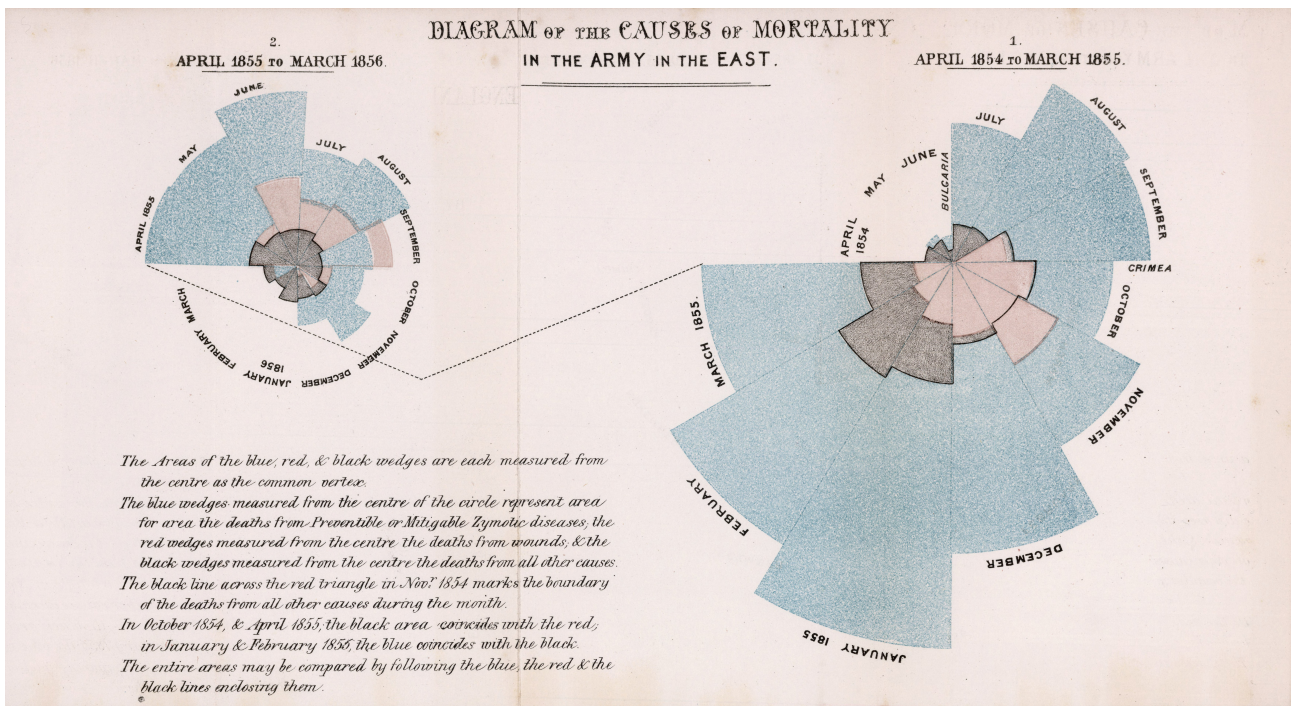 DIAGRAM OF THE CAUSES OF MORTALITY
IN THE ARMY IN THE EAST.
2.
APRIL 1855 TO MARCH 1856.
1.
APRIL 1854 TO MARCH 1855.
JUNE
MAY
JULY
AUGUST
APRIL 1855
SEPTEMBER
OCTOBER
NOVEMBER
DECEMBER
JANUARY
1856
FEBRUARY
MARCH
APRIL
1854
MAY
JUNE
BULGARIA
JULY
AUGUST
SEPTEMBER
CRIMEA
OCTOBER
NOVEMBER
DECEMBER
JANUARY 1855
FEBRUARY
MARCH 1855.
The Areas of the blue, red, & black wedges are each measured from
the centre as the common vertex.
The blue wedges measured from the centre of the circle represent area
for area the deaths from Preventible or Mitigable Zymotic diseases; the
red wedges measured from the centre the deaths from wounds; & the
black wedges measured from the centre the deaths from all other causes.
The black line across the red triangle in Nov.r 1854 marks the boundary
of the deaths from all other causes during the month.
In October 1854, & April 1855, the black area coincides with the red;
in January & February 1856, the blue coincides with the black.
The entire areas may be compared by following the blue, the red & the
black lines enclosing them.